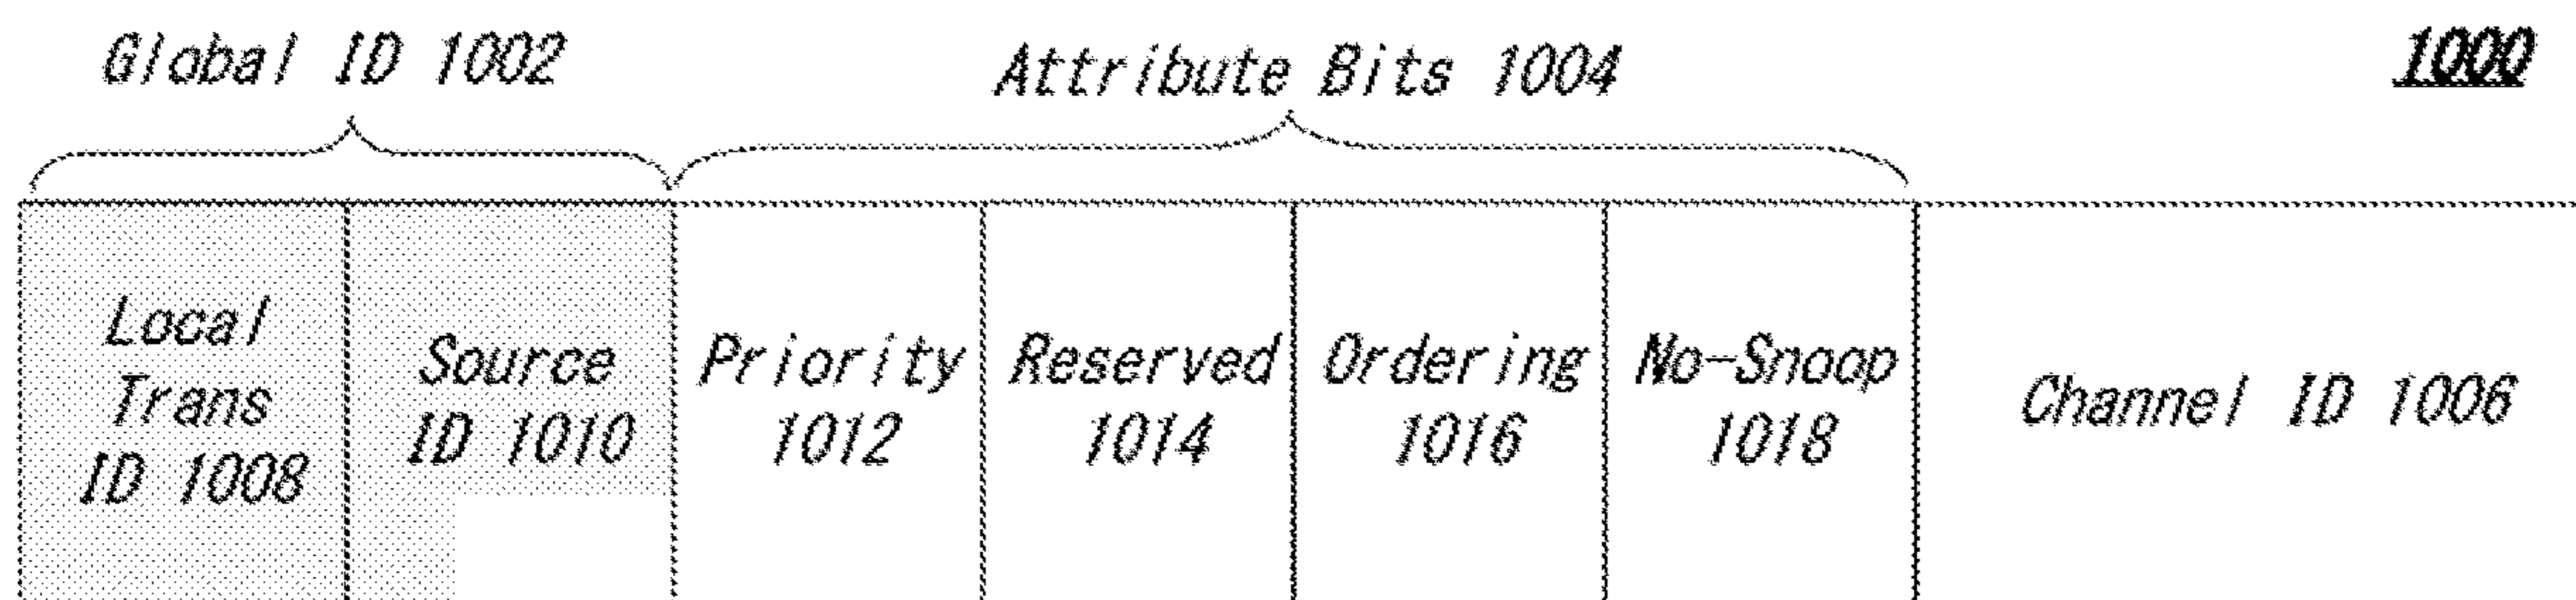 Global ID 1002
Attribute Bits 1004
1000
Local
Trans
ID 1008
Source
ID 1010
Priority
1012
Reserved
1014
Ordering
1016
No-Snoop
1018
Channel ID 1006